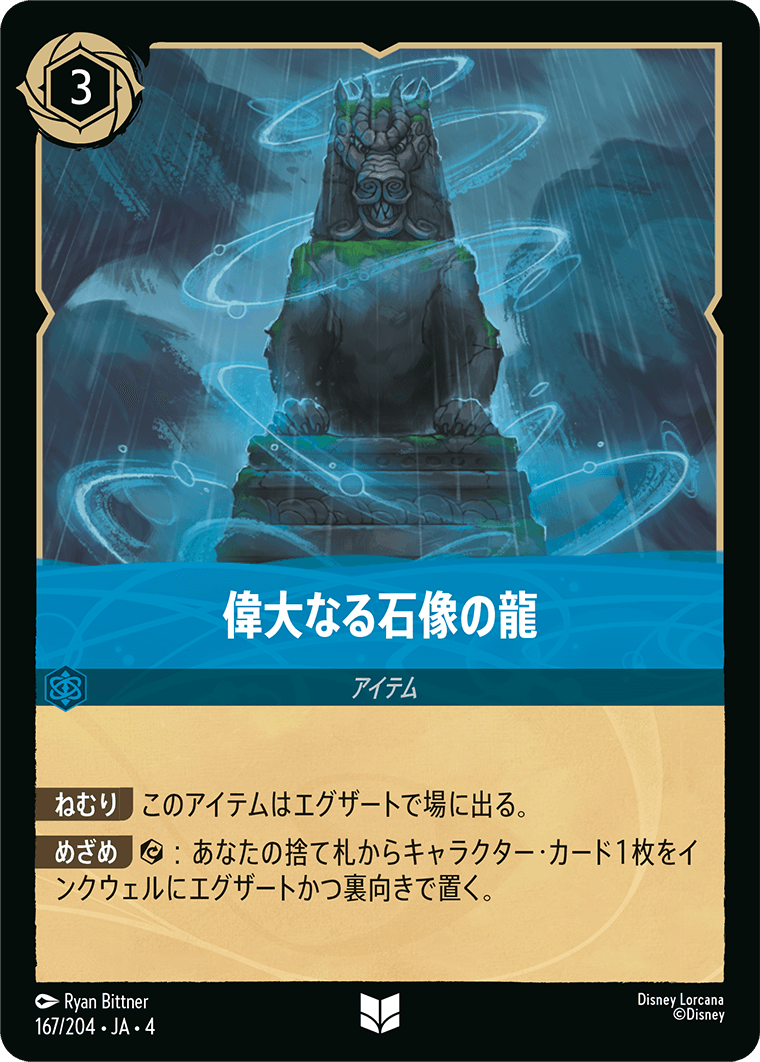 3
偉大なる石像の龍
アイテム
ねむり このアイテムはエグザートで場に出る。
めざめ : あなたの捨て札からキャラクター・カード1枚をイ
ンクウェルにエグザートかつ裏向きで置く。
Ryan Bittner
167/204 • JA • 4
Disney Lorcana
©Disney